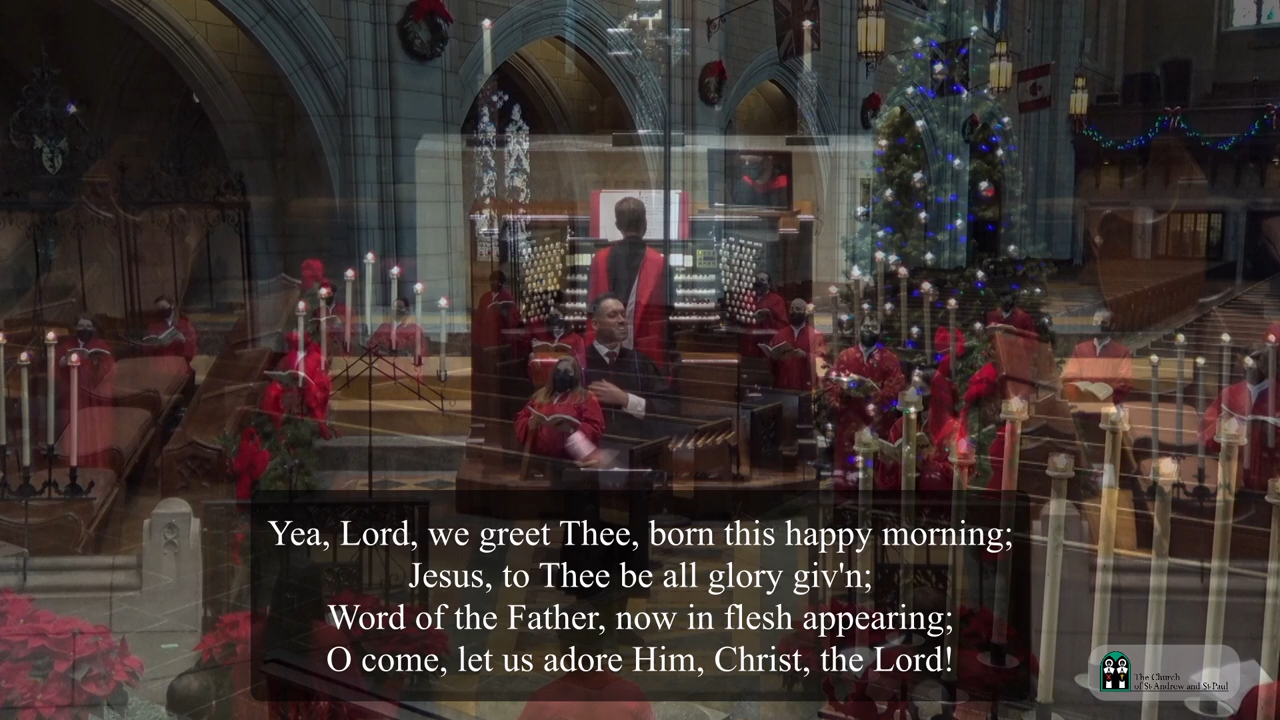 Yea, Lord, we greet Thee, born this happy morning;
Jesus, to Thee be all glory giv'n;
Word of the Father, now in flesh appearing;
O come, let us adore Him, Christ, the Lord!
The Church
of St Andrew and St Paul